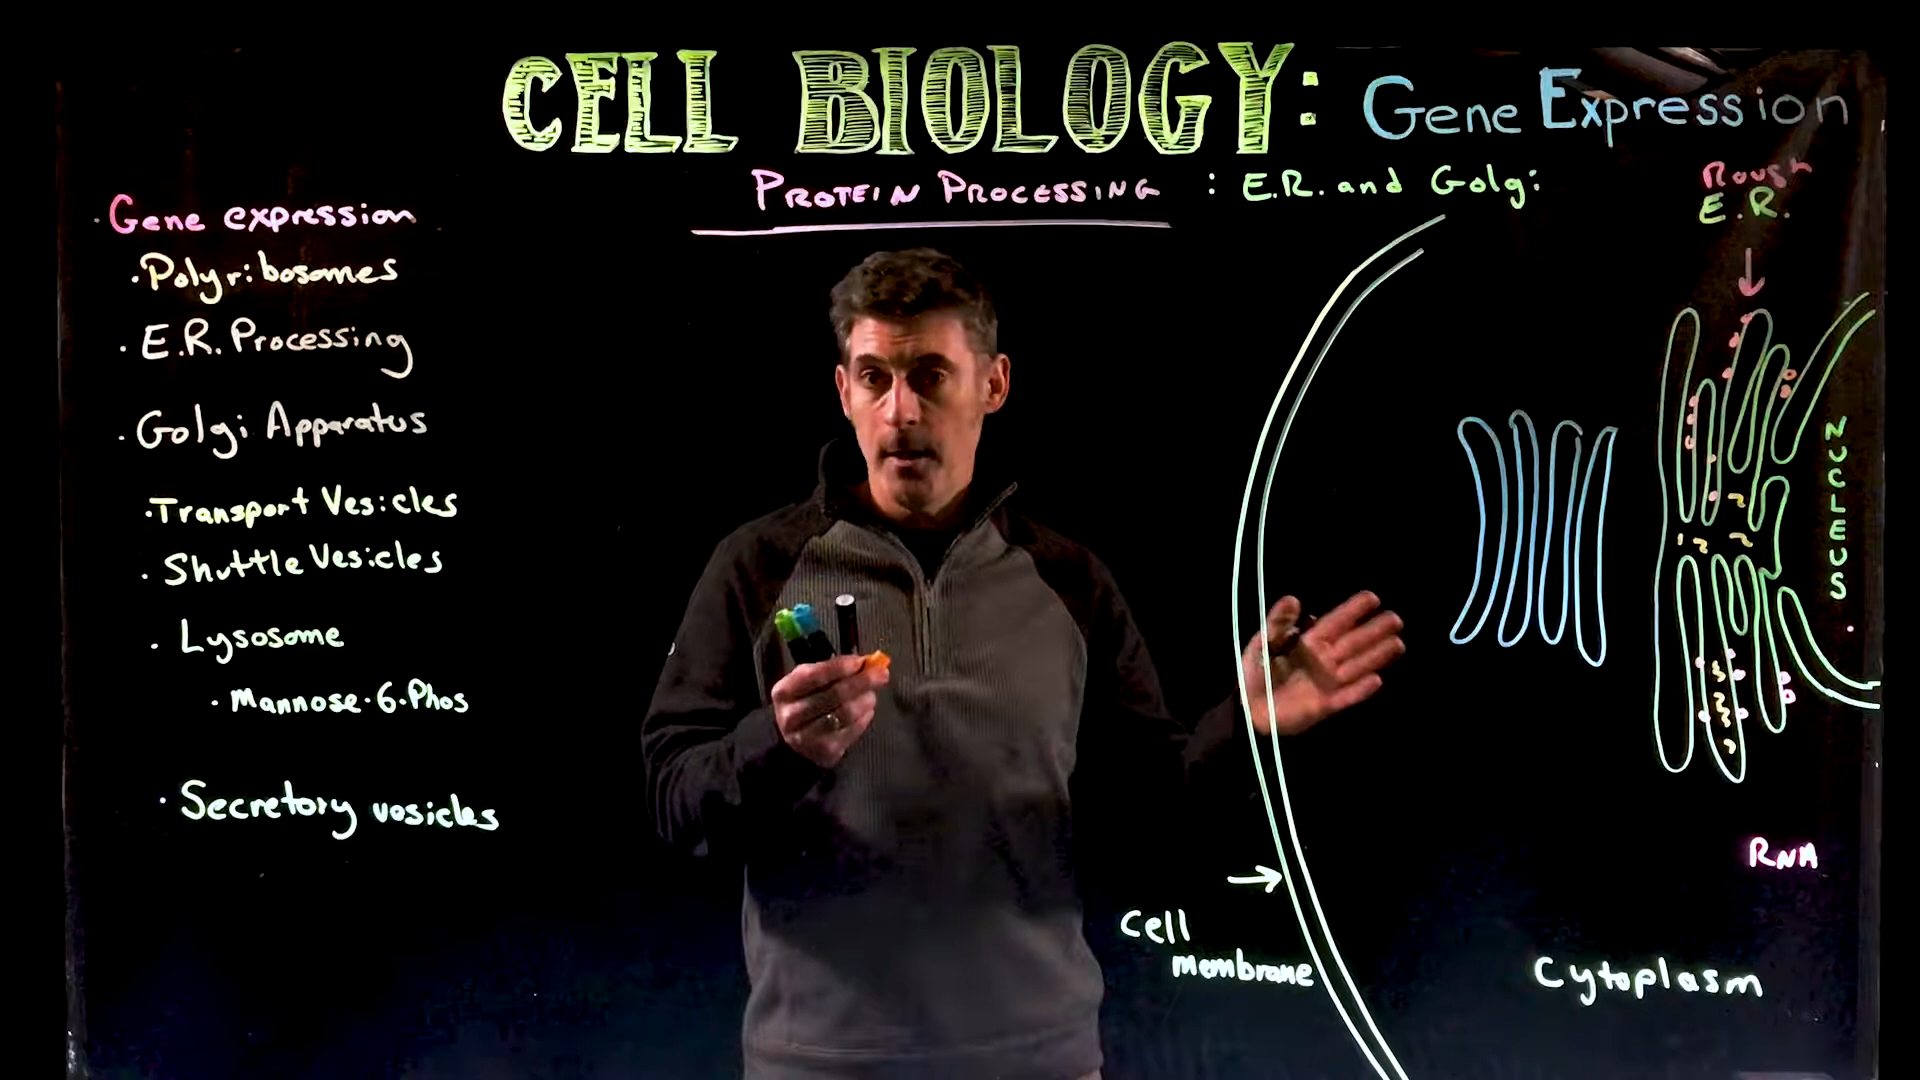 CELL BIOLOGY: Gene Expression
PROTEIN PROCESSING : E.R. and Golgi
Rough
E.R.
· Gene expression
· Polyribosomes
· E.R. Processing
· Golgi Apparatus
· Transport Vesicles
· Shuttle Vesicles
· Lysosome
· Mannose·6·Phos
· Secretory vosicles
NUCLEUS
RNA
Cell
membrane
Cytoplasm